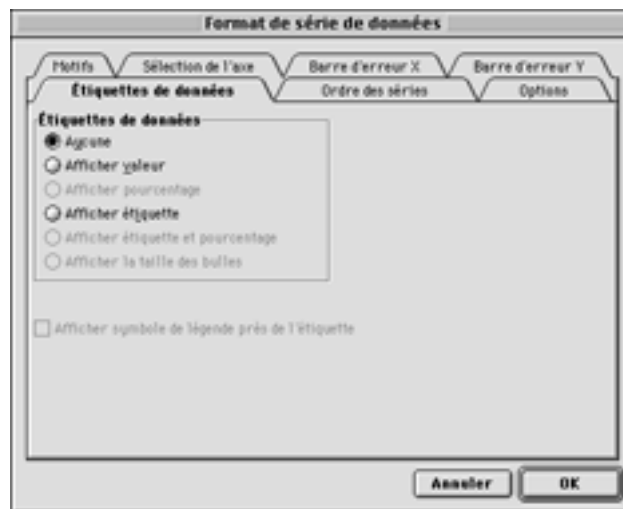 Format de série de données
Motifs Sélection de l'axe Barre d'erreur X Barre d'erreur Y
Étiquettes de données Ordre des séries Options
Étiquettes de données
Aucune
Afficher valeur
Afficher pourcentage
Afficher étiquette
Afficher étiquette et pourcentage
Afficher la taille des bulles
Afficher symbole de légende près de l'étiquette
Annuler OK